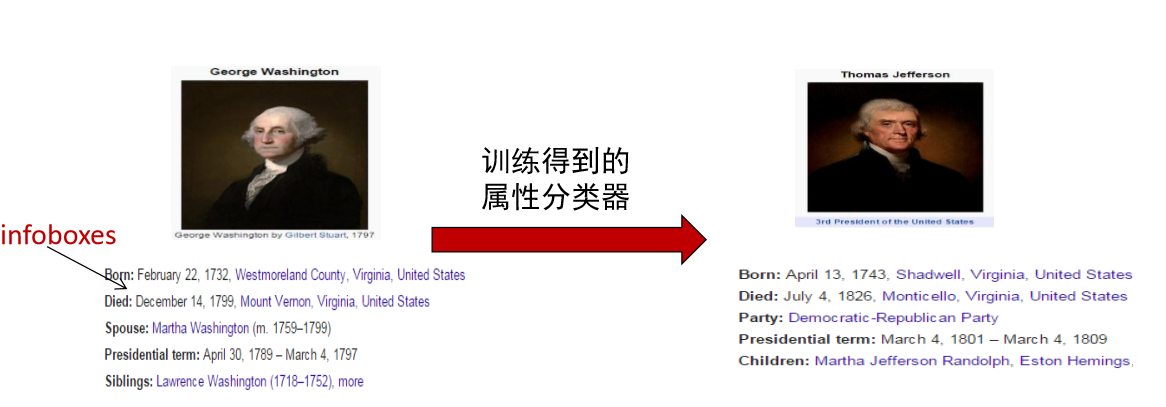 George Washington
George Washington by Gilbert Stuart, 1797
infoboxes
Born: February 22, 1732, Westmoreland County, Virginia, United States
Died: December 14, 1799, Mount Vernon, Virginia, United States
Spouse: Martha Washington (m. 1759–1799)
Presidential term: April 30, 1789 – March 4, 1797
Siblings: Lawrence Washington (1718–1752), more
训练得到的
属性分类器
Thomas Jefferson
3rd President of the United States
Born: April 13, 1743, Shadwell, Virginia, United States
Died: July 4, 1826, Monticello, Virginia, United States
Party: Democratic-Republican Party
Presidential term: March 4, 1801 – March 4, 1809
Children: Martha Jefferson Randolph, Eston Hemings,